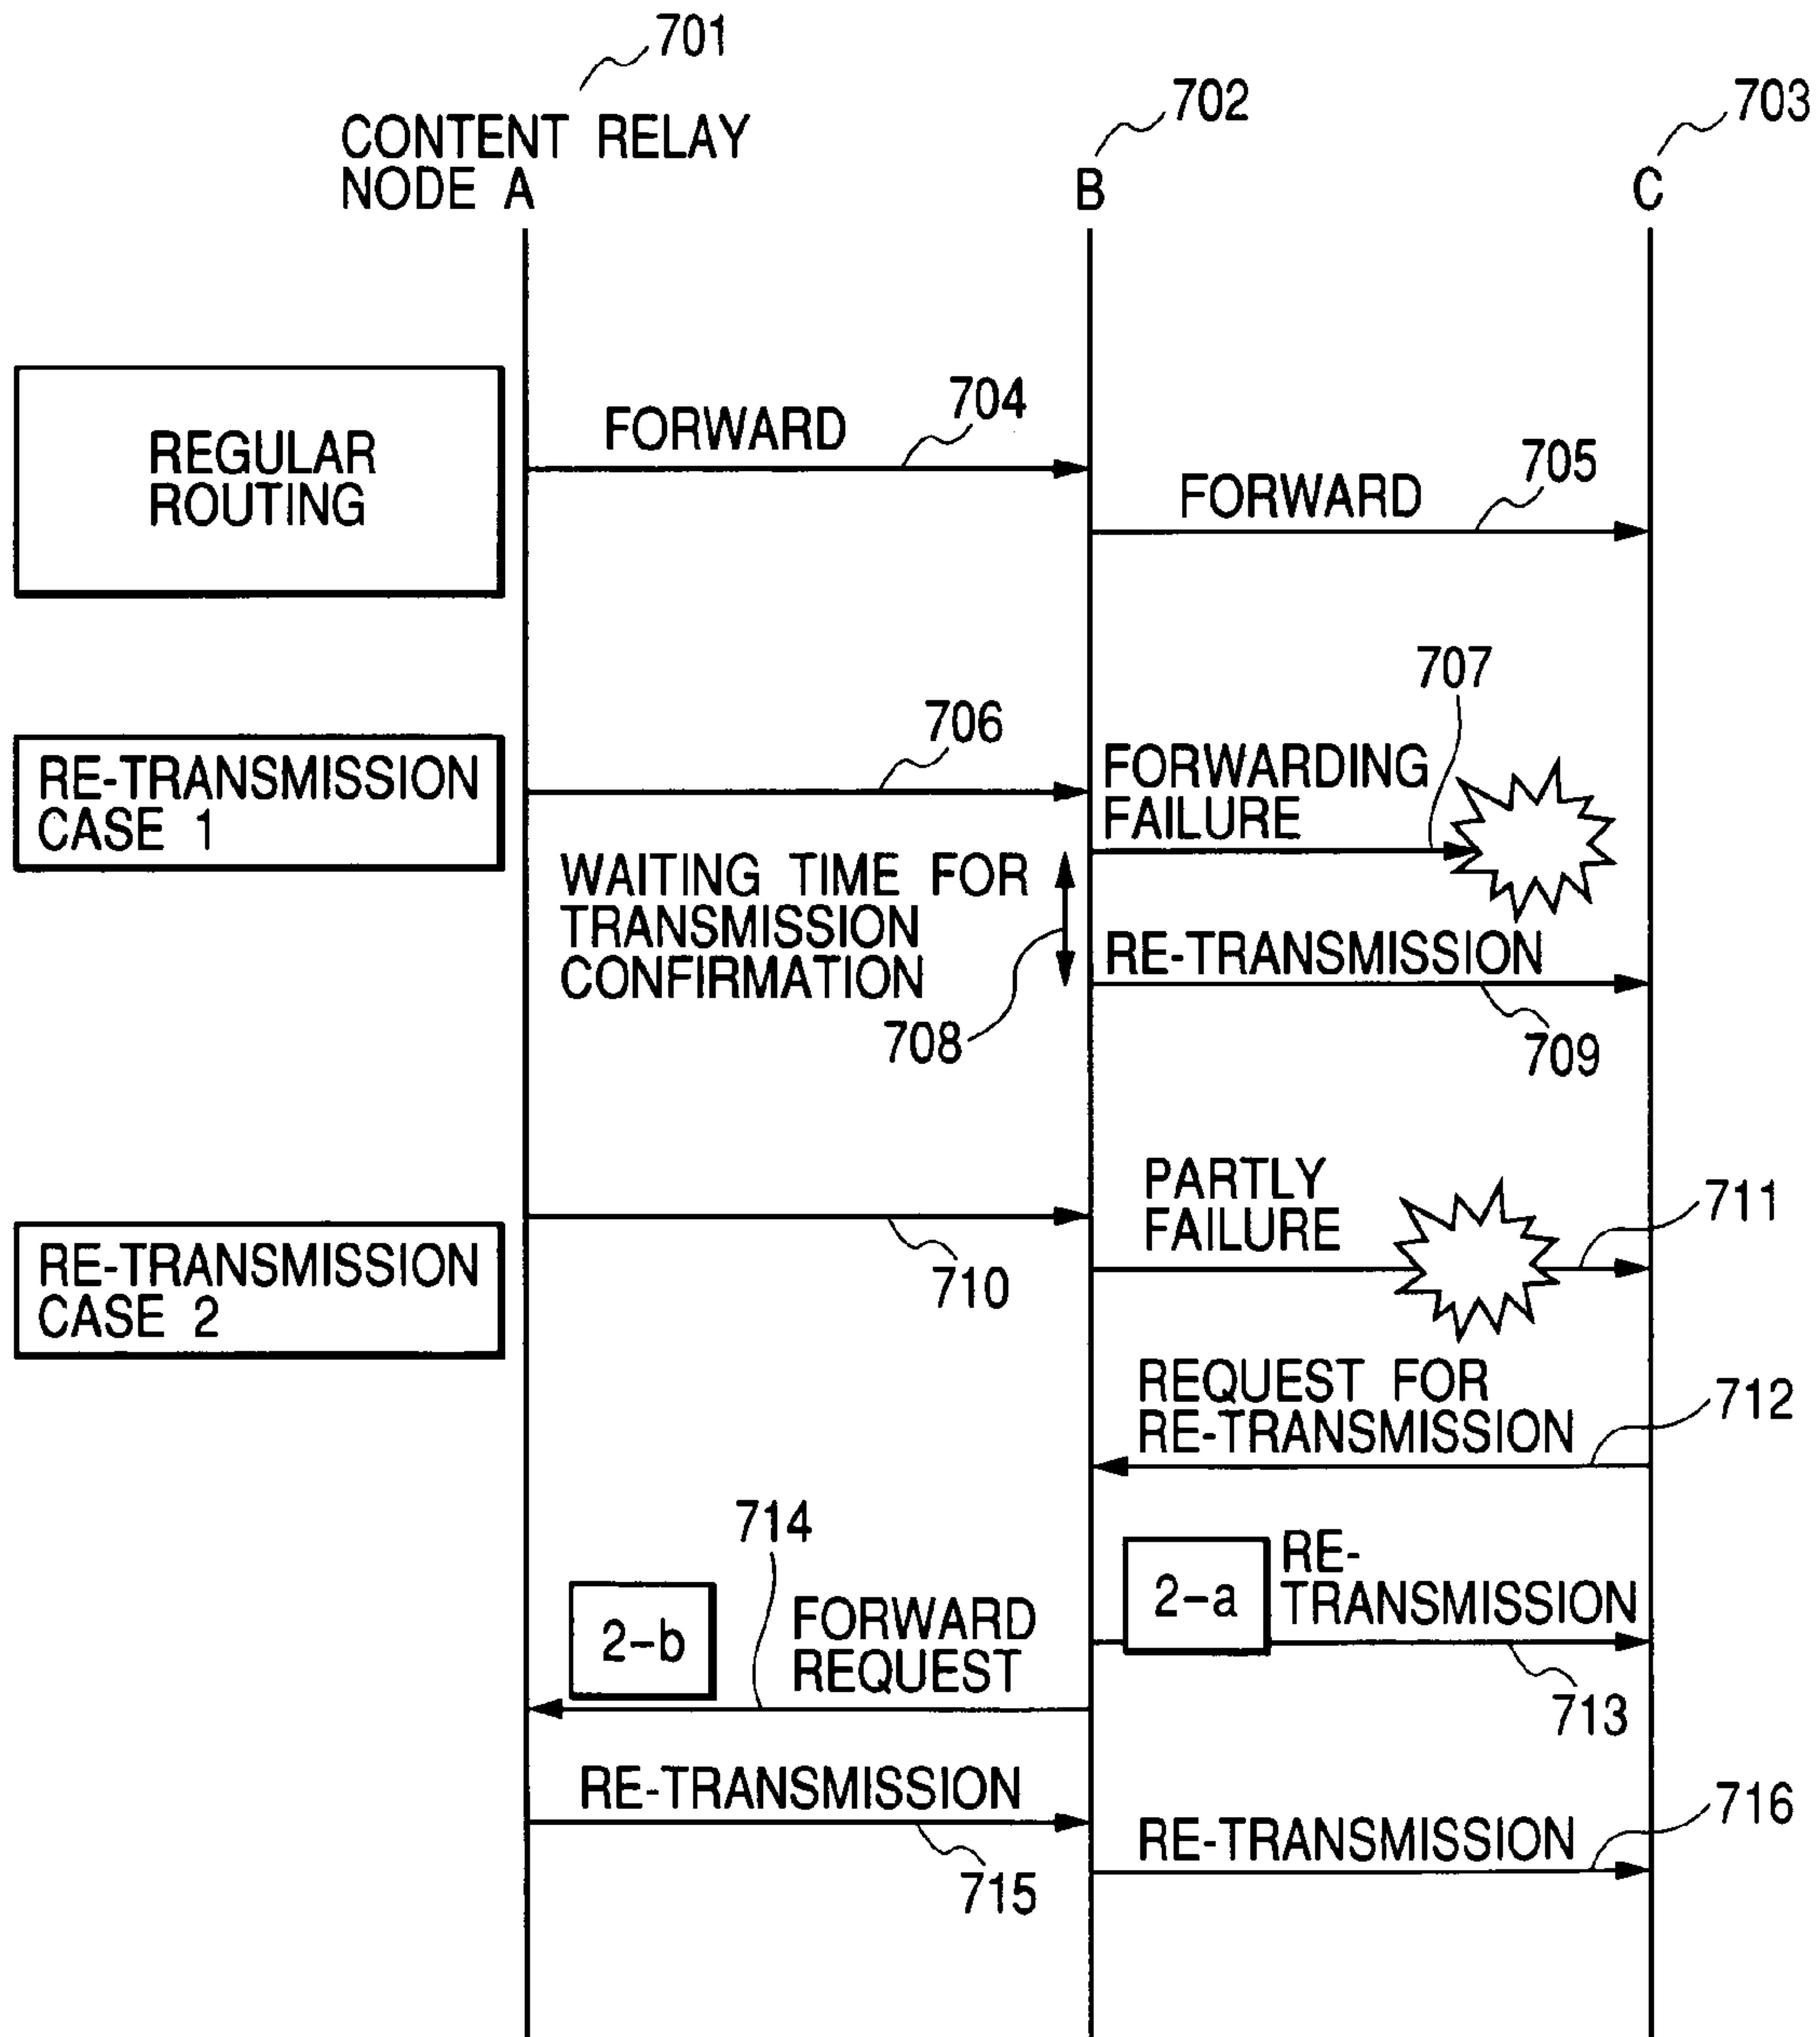 701
CONTENT RELAY
NODE A
702
B
703
C
REGULAR
ROUTING
FORWARD
704
FORWARD
705
RE-TRANSMISSION
CASE 1
706
FORWARDING
FAILURE
707
WAITING TIME FOR
TRANSMISSION
CONFIRMATION
708
RE-TRANSMISSION
709
RE-TRANSMISSION
CASE 2
710
PARTLY
FAILURE
711
REQUEST FOR
RE-TRANSMISSION
712
2-a
RE-
TRANSMISSION
713
714
2-b
FORWARD
REQUEST
RE-TRANSMISSION
715
RE-TRANSMISSION
716